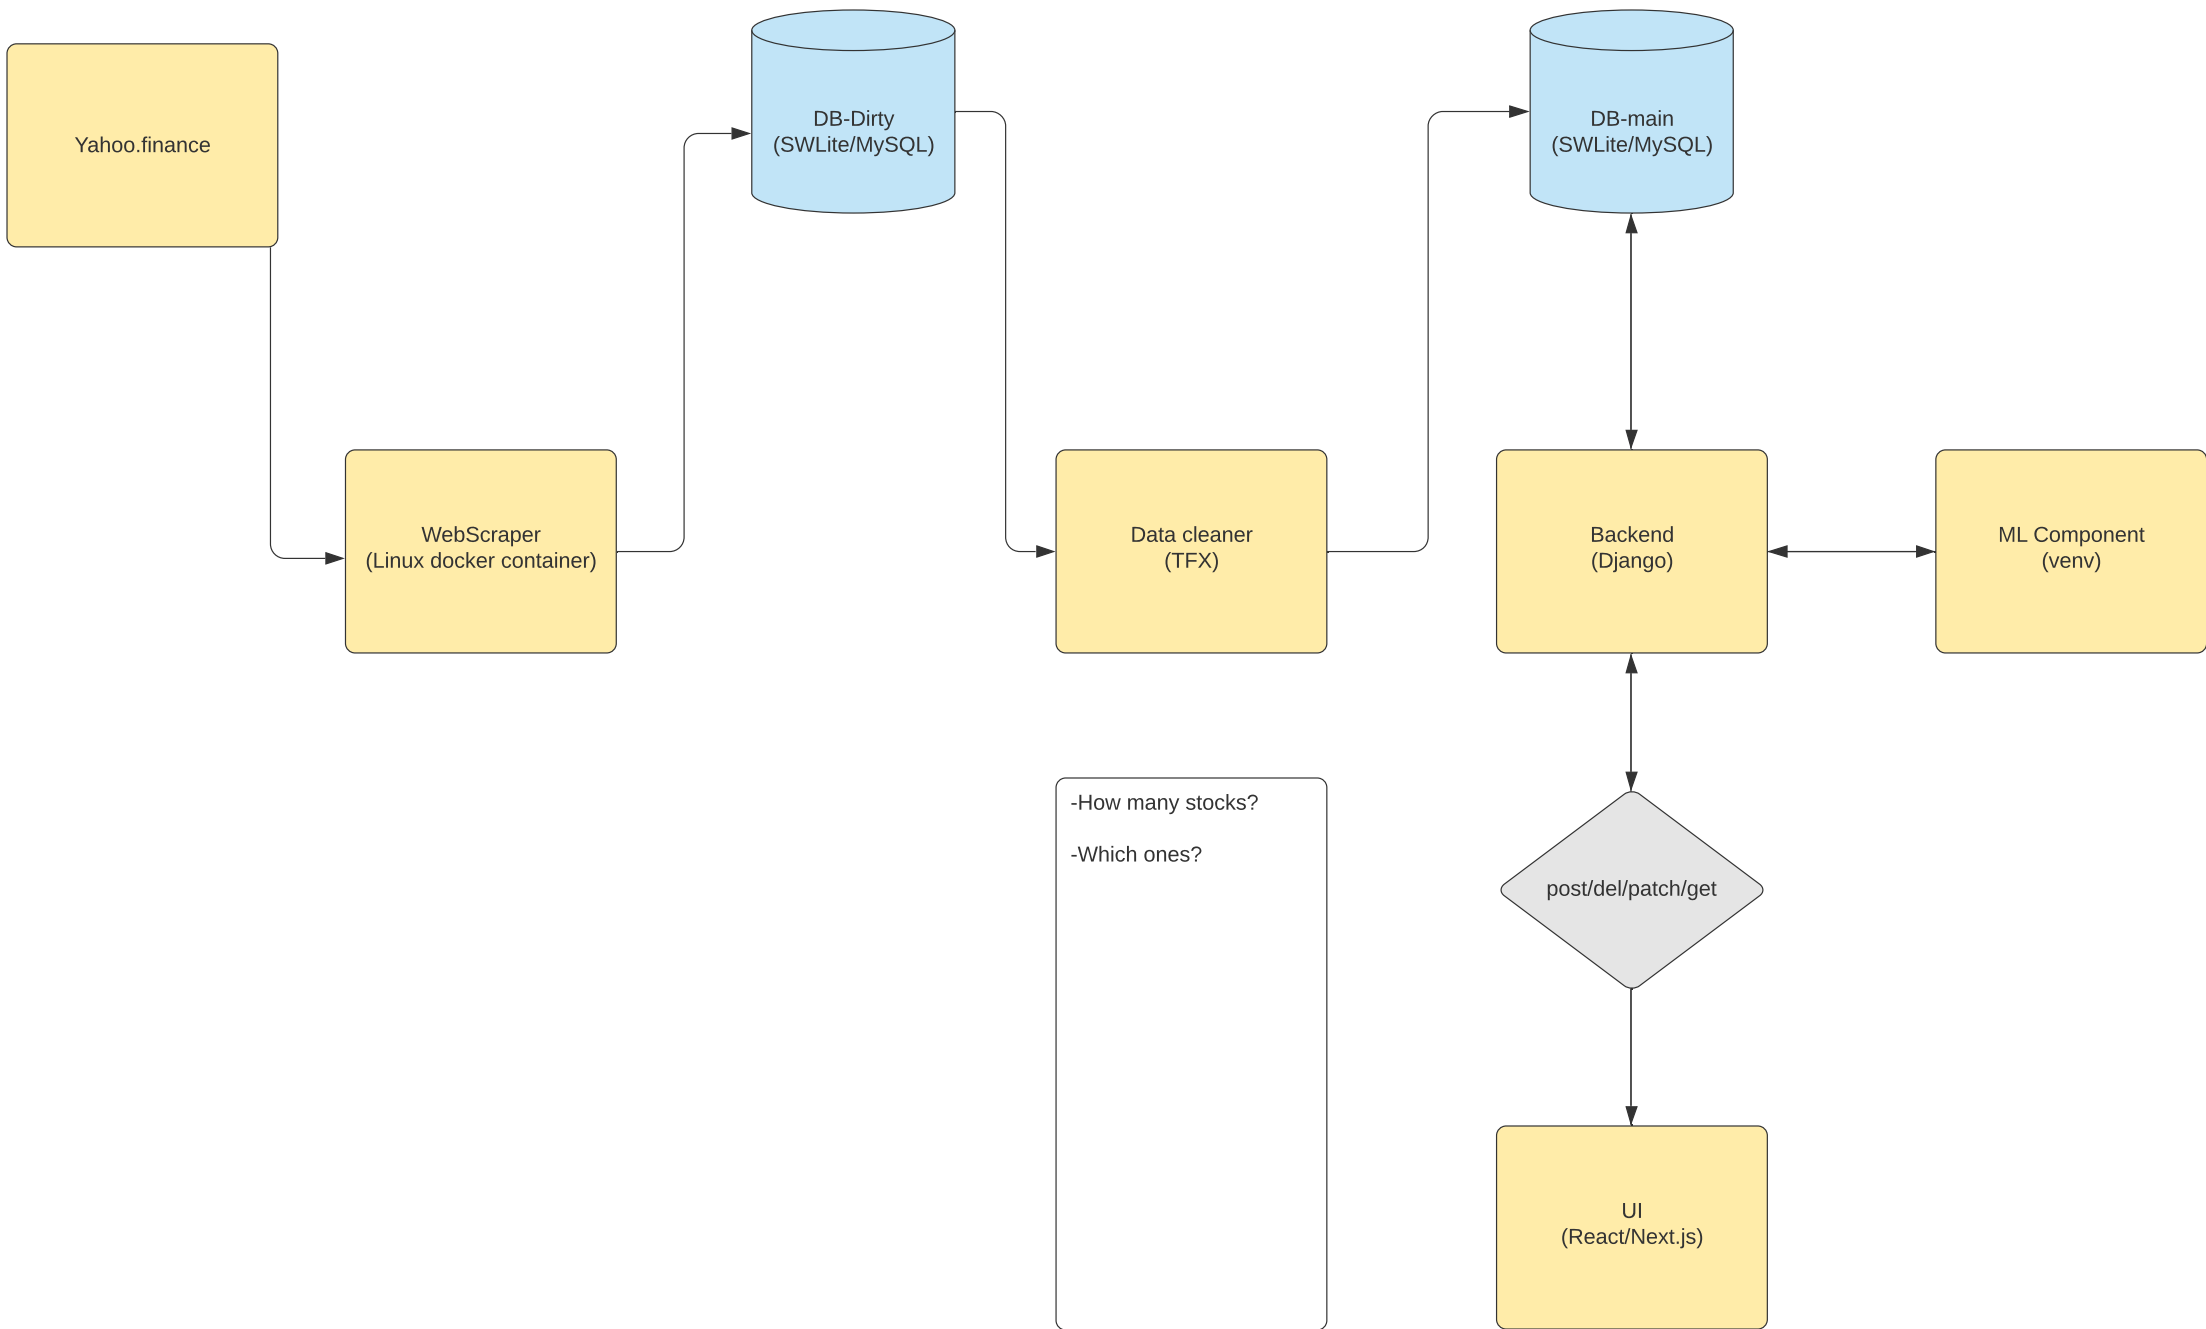 Yahoo.finance
DB-Dirty
(SWLite/MySQL)
DB-main
(SWLite/MySQL)
WebScraper
(Linux docker container)
Data cleaner
(TFX)
Backend
(Django)
ML Component
(venv)
-How many stocks?
-Which ones?
post/del/patch/get
UI
(React/Next.js)